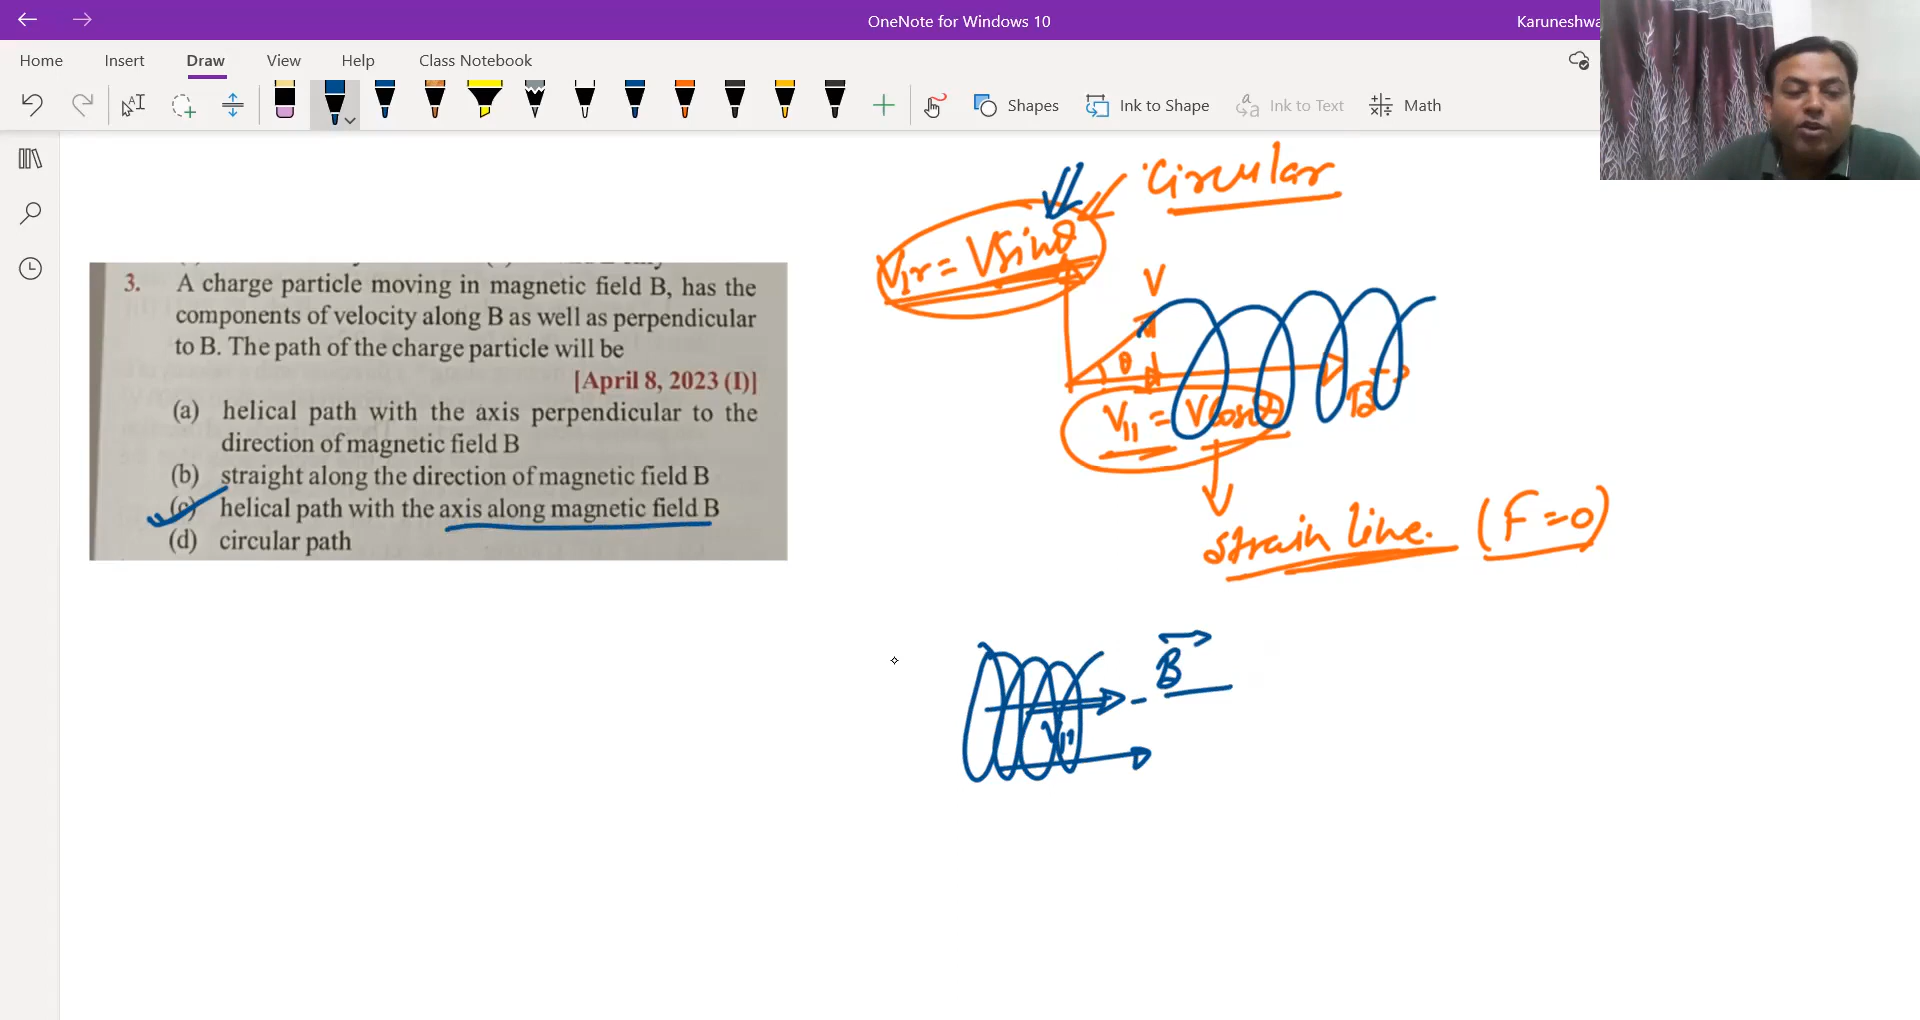 OneNote for Windows 10
Karuneshwa
Home Insert Draw View Help Class Notebook
Shapes Ink to Shape Ink to Text Math
3. A charge particle moving in magnetic field B, has the
components of velocity along B as well as perpendicular
to B. The path of the charge particle will be
[April 8, 2023 (I)]
(a) helical path with the axis perpendicular to the
direction of magnetic field B
(b) straight along the direction of magnetic field B
(c) helical path with the axis along magnetic field B
(d) circular path
Circular
V⊥r = Vsinθ
V
θ
B
V11 = Vcosθ
strain line. (F=0)
B
V11